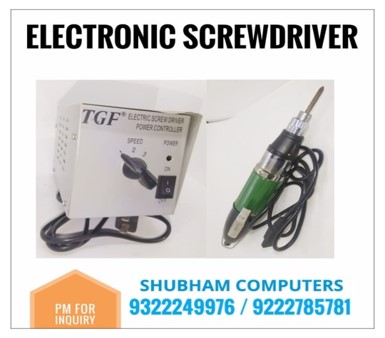 ELECTRONIC SCREWDRIVER
TGF®
ELECTRIC SCREW DRIVER
POWER CONTROLLER
SPEED
POWER
2
3
ON
OFF
SHUBHAM COMPUTERS
9322249976 / 9222785781
PM FOR
INQUIRY